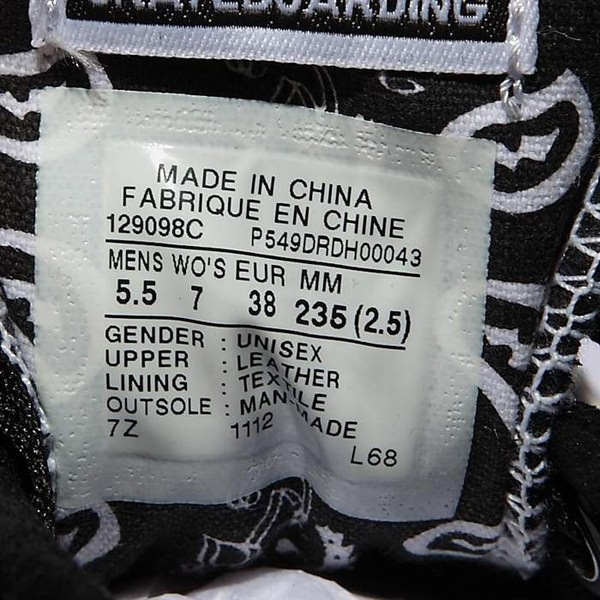 SKATEBOARDING
MADE IN CHINA
FABRIQUE EN CHINE
129098C P549DRDH00043
MENS WO'S EUR MM
5.5 7 38 235 (2.5)
GENDER : UNISEX
UPPER : LEATHER
LINING : TEXTILE
OUTSOLE : MAN-MADE
7Z 1112
L68